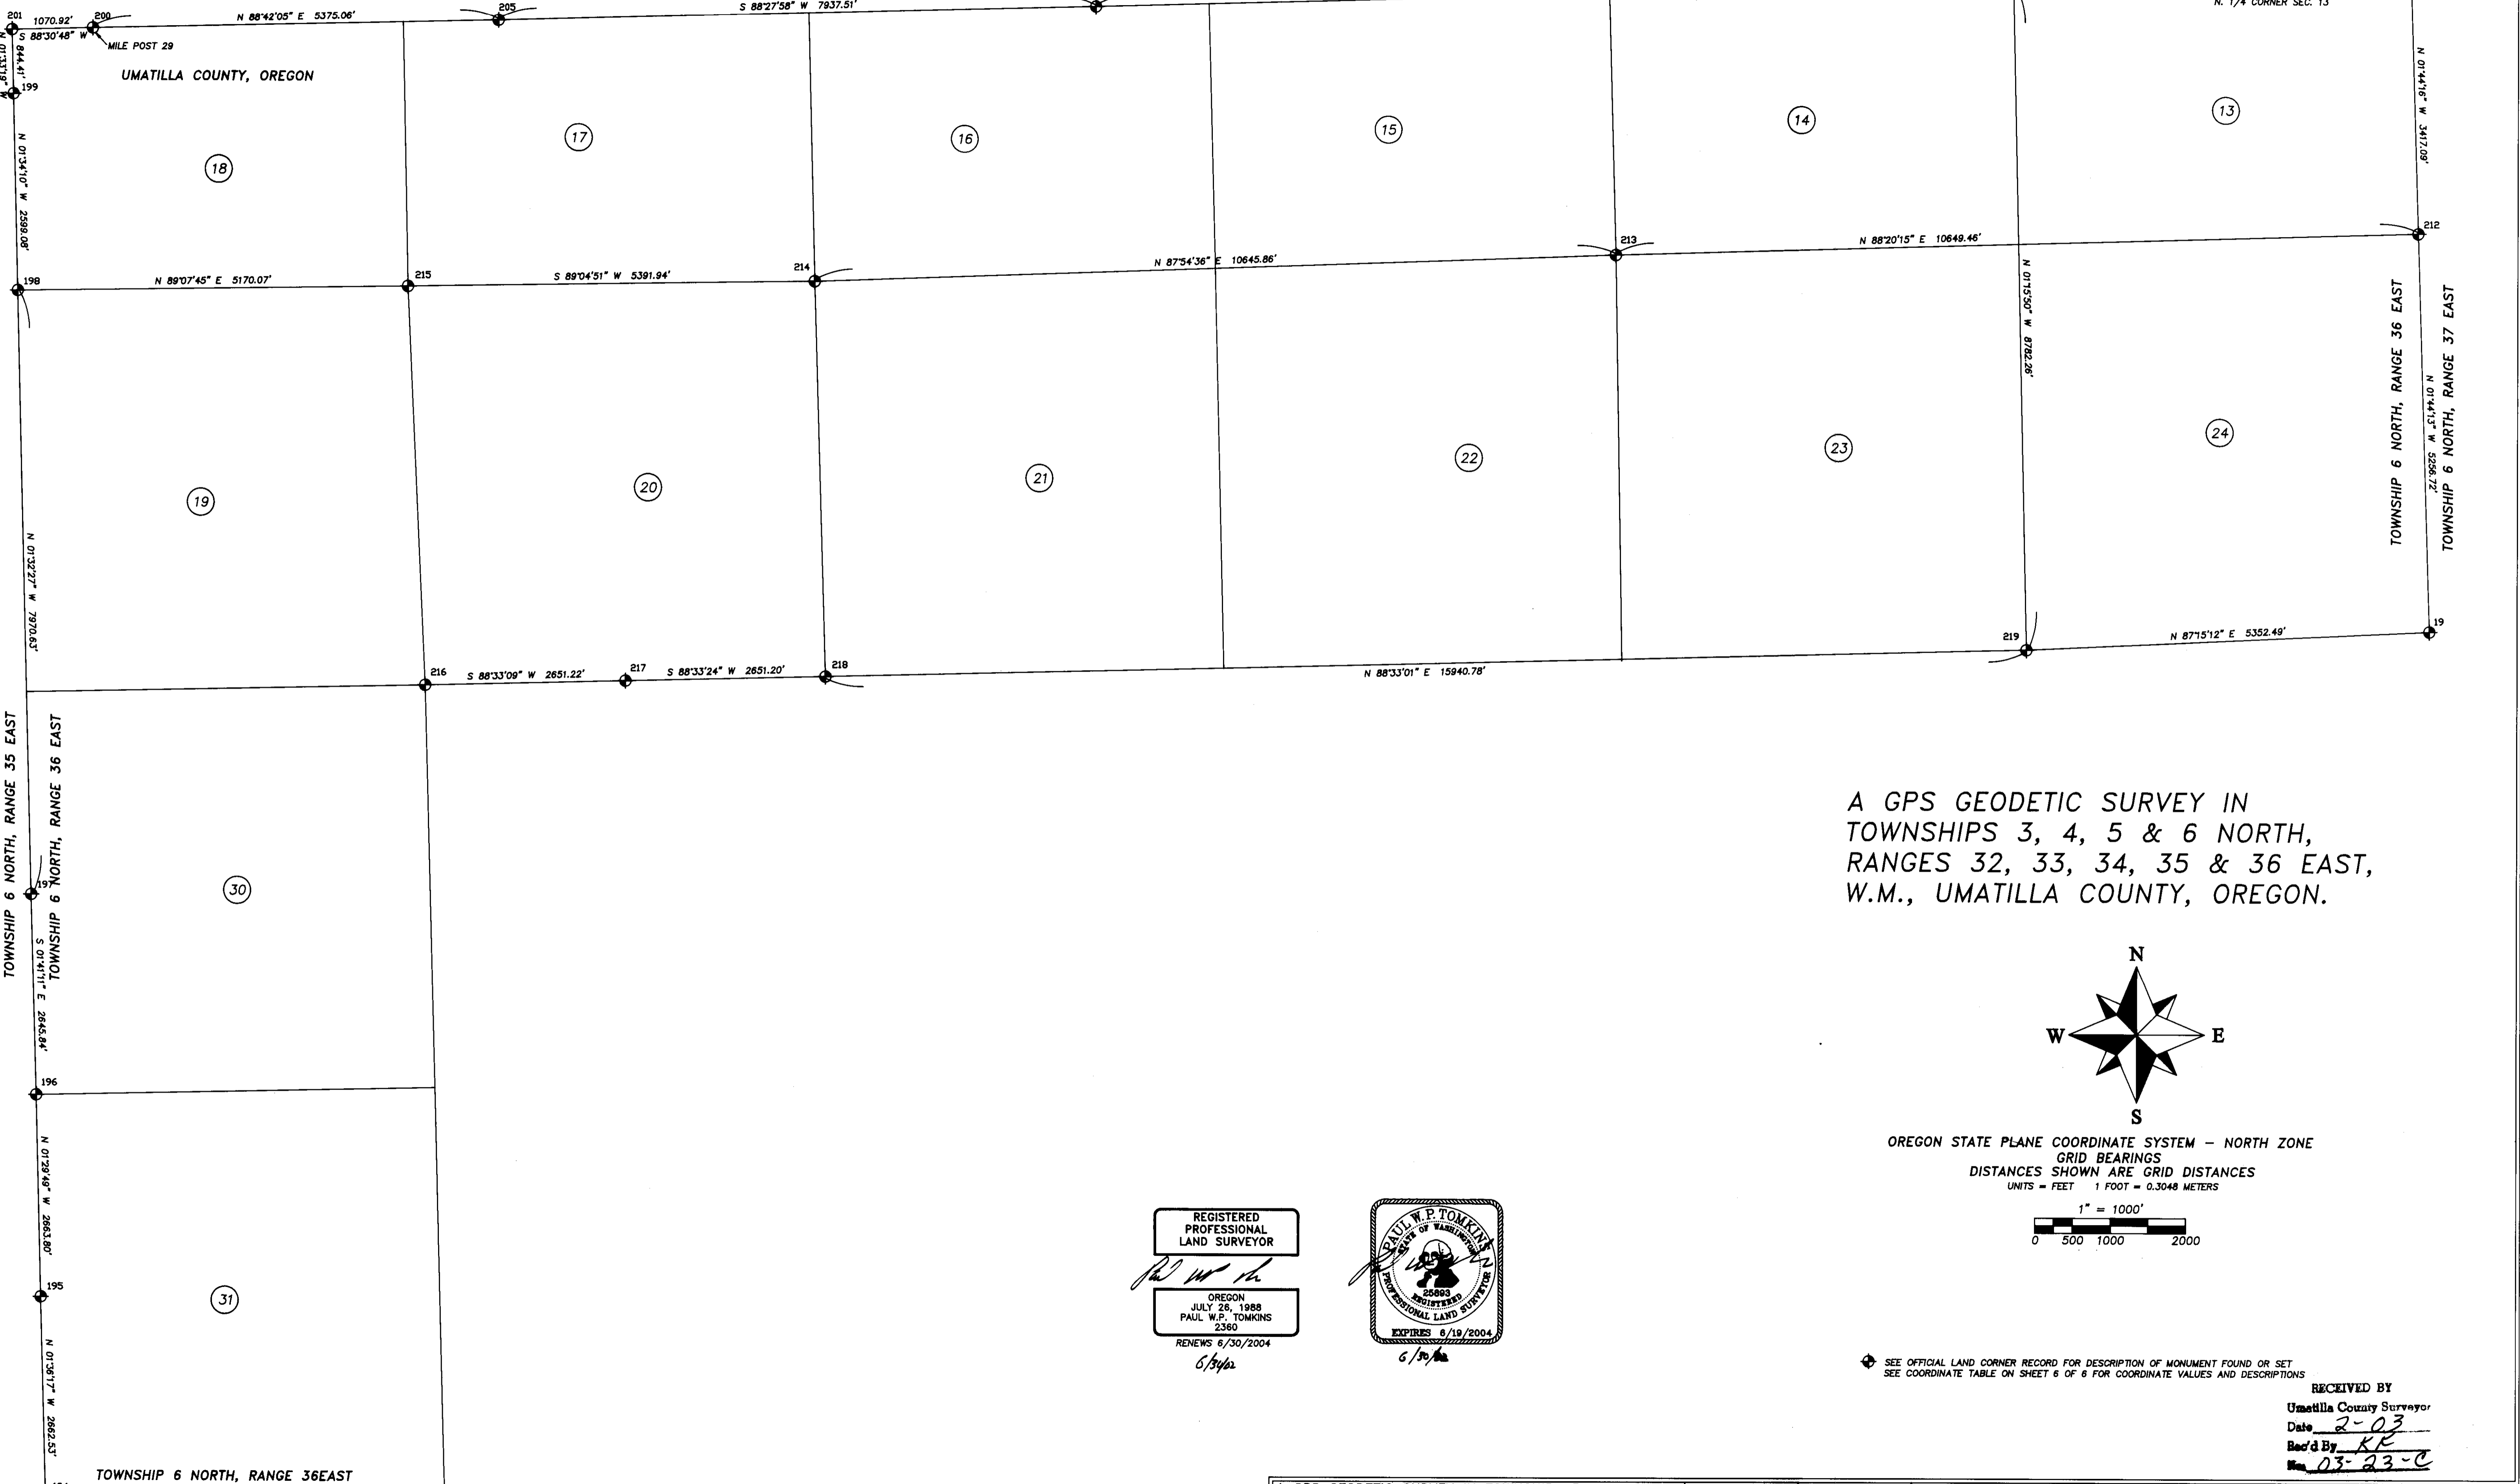 201
1070.92'
200
N 88°42'05" E 5375.06'
205
S 88°27'58" W 7937.51'
N. 1/4 CORNER SEC. 13
S 88°30'48" W
MILE POST 29
N 01°33'19" W
844.41'
199
UMATILLA COUNTY, OREGON
N 01°44'16" W 3417.09'
18
17
16
15
14
13
N 01°34'10" W 2599.08'
198
N 89°07'45" E 5170.07'
215
S 89°04'51" W 5391.94'
214
N 87°54'36" E 10645.86'
213
N 88°20'15" E 10649.46'
212
N 01°15'50" W 8782.26'
TOWNSHIP 6 NORTH, RANGE 36 EAST
TOWNSHIP 6 NORTH, RANGE 37 EAST
N 01°44'13" W 5256.72'
19
20
21
22
23
24
N 01°32'27" W 7970.63'
216
S 88°33'09" W 2651.22'
217
S 88°33'24" W 2651.20'
218
N 88°33'01" E 15940.78'
219
N 87°15'12" E 5352.49'
19
TOWNSHIP 6 NORTH, RANGE 35 EAST
TOWNSHIP 6 NORTH, RANGE 36 EAST
197
30
S 01°41'11" E 2645.84'
196
N 01°29'49" W 2663.80'
195
31
N 01°36'17" W 2662.53'
TOWNSHIP 6 NORTH, RANGE 36EAST
A GPS GEODETIC SURVEY IN
TOWNSHIPS 3, 4, 5 & 6 NORTH,
RANGES 32, 33, 34, 35 & 36 EAST,
W.M., UMATILLA COUNTY, OREGON.
N
W
E
S
OREGON STATE PLANE COORDINATE SYSTEM – NORTH ZONE
GRID BEARINGS
DISTANCES SHOWN ARE GRID DISTANCES
UNITS = FEET 1 FOOT = 0.3048 METERS
1" = 1000'
0 500 1000 2000
REGISTERED
PROFESSIONAL
LAND SURVEYOR
OREGON
JULY 26, 1988
PAUL W.P. TOMKINS
2360
RENEWS 6/30/2004
PAUL W.P. TOMKINS
STATE OF WASHINGTON
25893
REGISTERED
PROFESSIONAL LAND SURVEYOR
EXPIRES 6/19/2004
SEE OFFICIAL LAND CORNER RECORD FOR DESCRIPTION OF MONUMENT FOUND OR SET
SEE COORDINATE TABLE ON SHEET 6 OF 6 FOR COORDINATE VALUES AND DESCRIPTIONS
RECEIVED BY
Umatilla County Surveyor
Date 2-03
Rec'd By KK
03-23-C